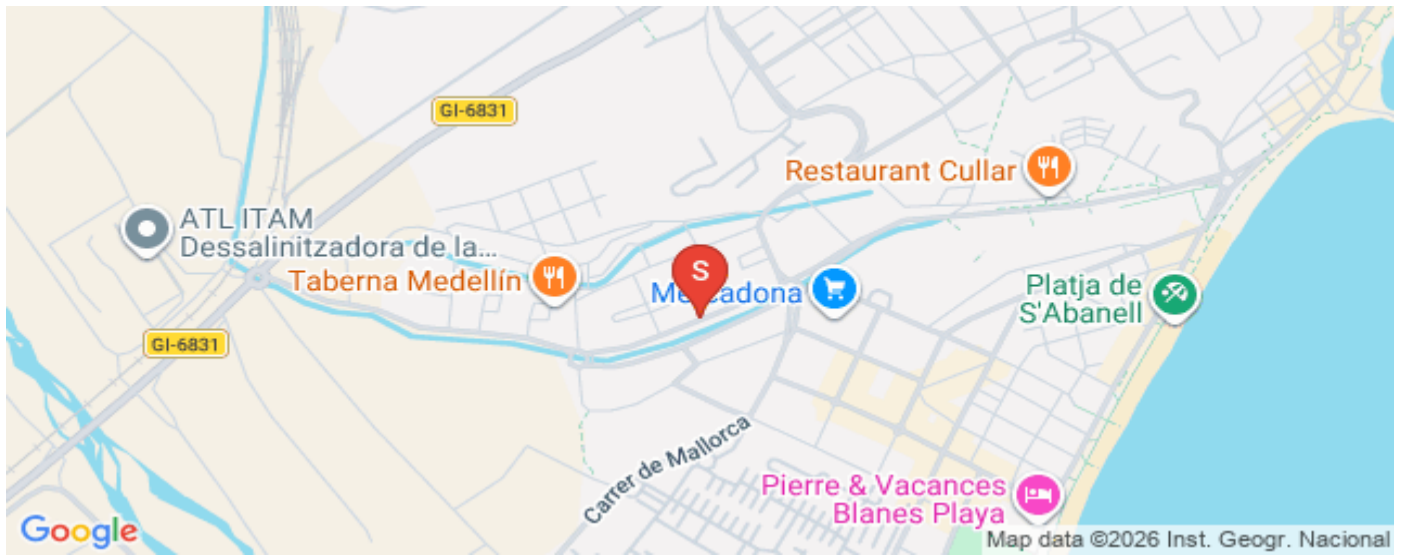 GI-6831
Restaurant Cullar
ATL ITAM
Dessalinitzadora de la...
Taberna Medellín
S
Mercadona
Platja de
S'Abanell
GI-6831
Carrer de Mallorca
Pierre & Vacances
Blanes Playa
Google
Map data ©2026 Inst. Geogr. Nacional